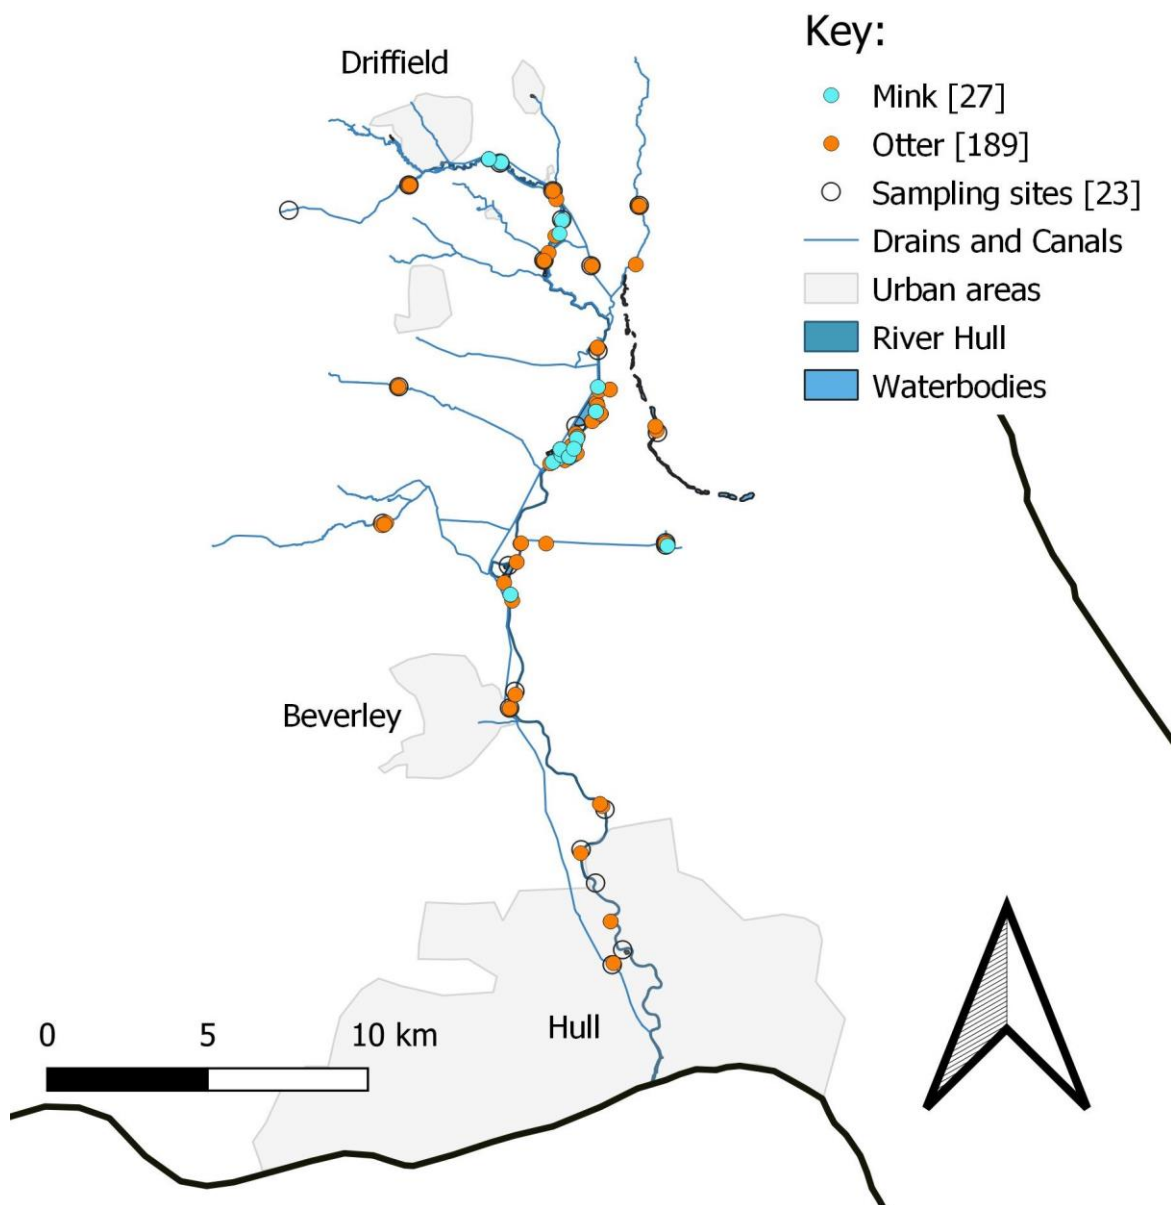 Key:
Driffield
Mink [27]
Otter [189]
Sampling sites [23]
Drains and Canals
Urban areas
River Hull
Waterbodies
Beverley
Hull
0 5 10 km